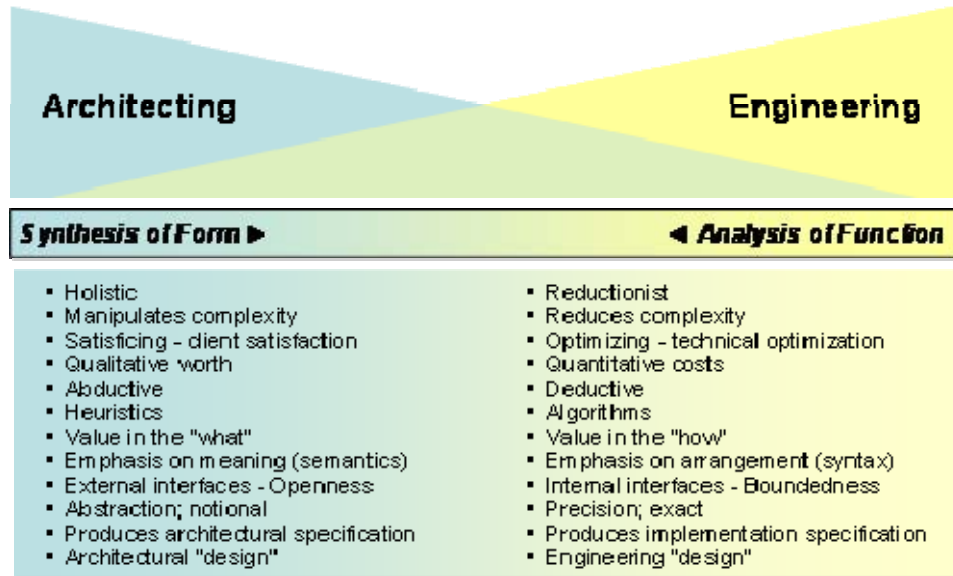 Architecting
Engineering
Synthesis of Form ▶
◀ Analysis of Function
▪ Holistic
▪ Manipulates complexity
▪ Satisficing - client satisfaction
▪ Qualitative worth
▪ Abductive
▪ Heuristics
▪ Value in the "what"
▪ Emphasis on meaning (semantics)
▪ External interfaces - Openness
▪ Abstraction; notional
▪ Produces architectural specification
▪ Architectural "design"
▪ Reductionist
▪ Reduces complexity
▪ Optimizing - technical optimization
▪ Quantitative costs
▪ Deductive
▪ Algorithms
▪ Value in the "how"
▪ Emphasis on arrangement (syntax)
▪ Internal interfaces - Boundedness
▪ Precision; exact
▪ Produces implementation specification
▪ Engineering "design"